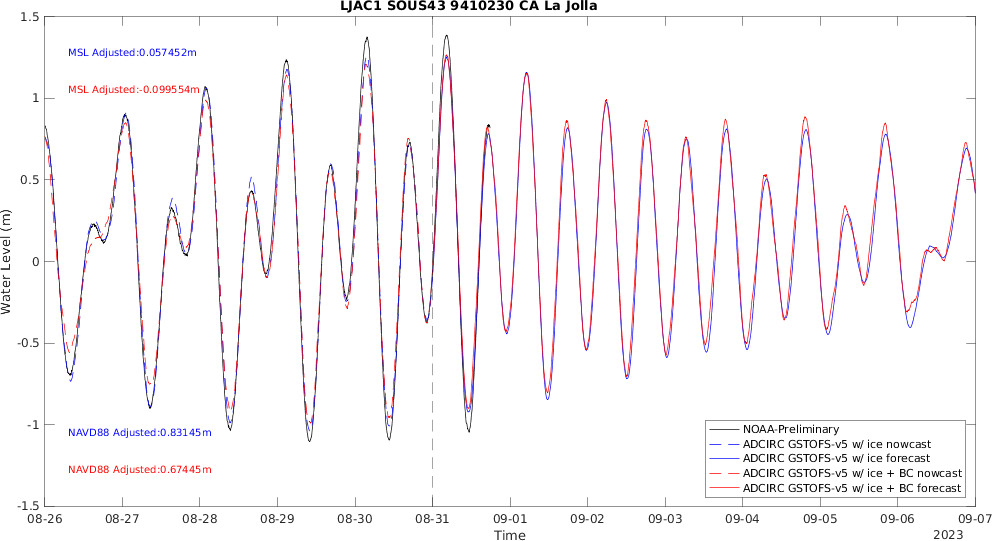 LJAC1 SOUS43 9410230 CA La Jolla
1.5
MSL Adjusted:0.057452m
MSL Adjusted:-0.099554m
1
0.5
Water Level (m)
0
-0.5
-1
NAVD88 Adjusted:0.83145m
NAVD88 Adjusted:0.67445m
NOAA-Preliminary
ADCIRC GSTOFS-v5 w/ ice nowcast
ADCIRC GSTOFS-v5 w/ ice forecast
ADCIRC GSTOFS-v5 w/ ice + BC nowcast
ADCIRC GSTOFS-v5 w/ ice + BC forecast
-1.5
08-26 08-27 08-28 08-29 08-30 08-31 09-01 09-02 09-03 09-04 09-05 09-06 09-07
Time
2023